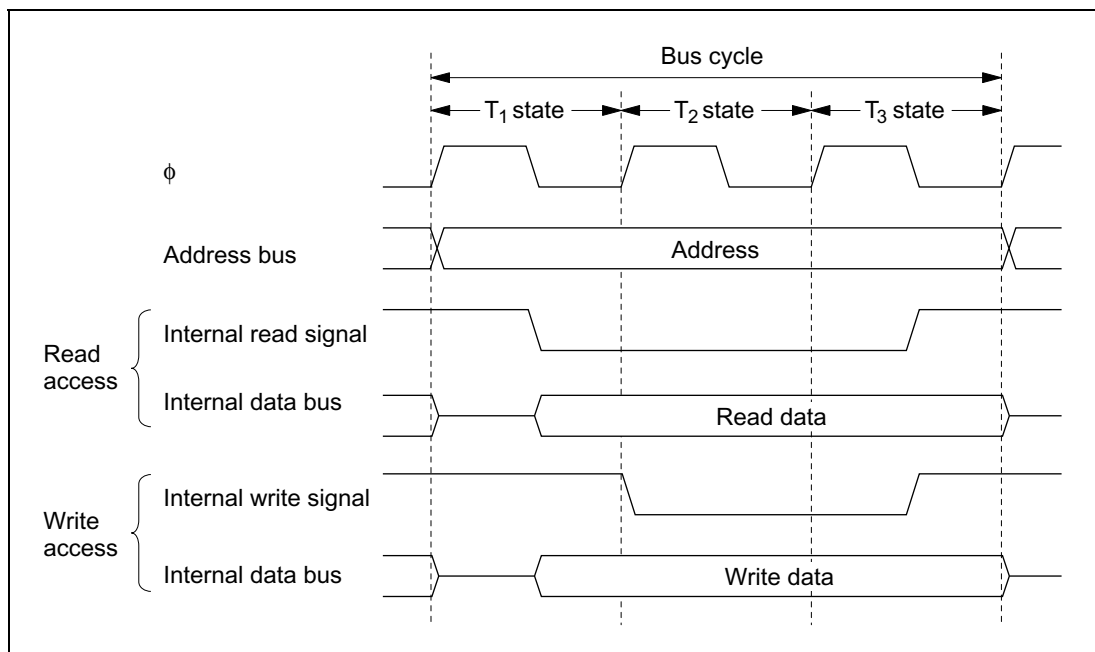 Bus cycle
T₁ state
T₂ state
T₃ state
ϕ
Address bus
Address
Read
access
Internal read signal
Internal data bus
Read data
Write
access
Internal write signal
Internal data bus
Write data